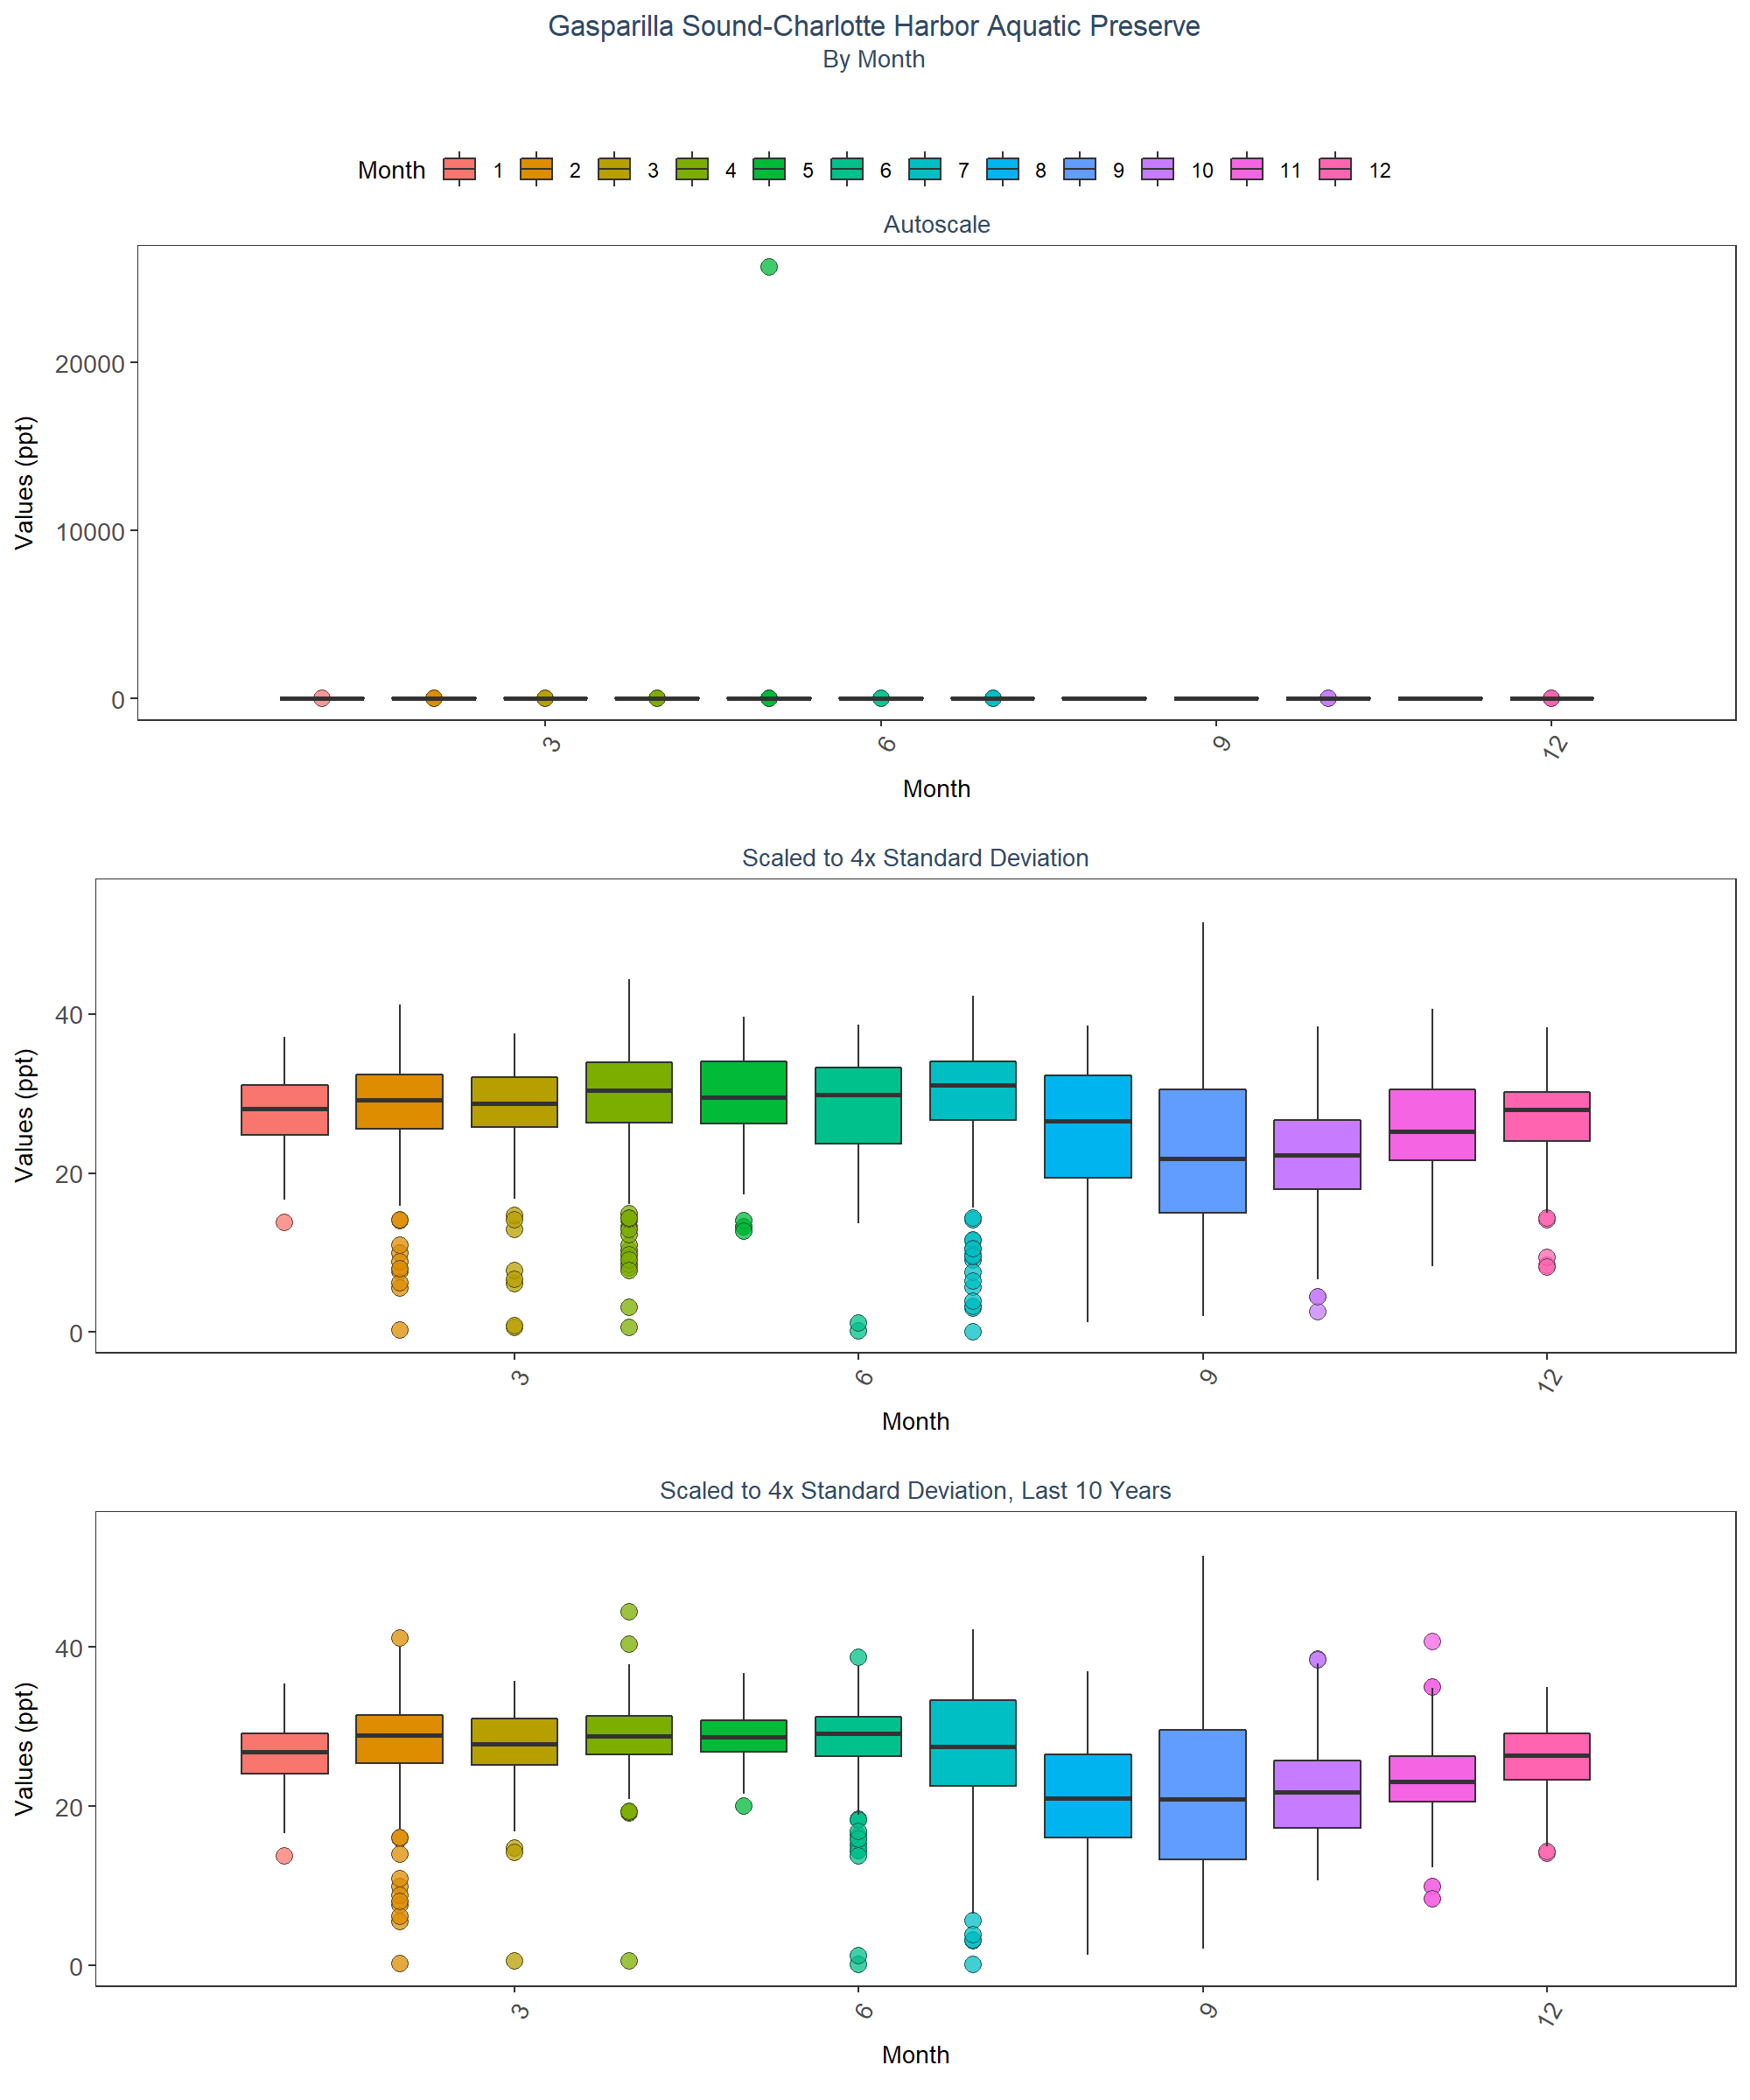 Gasparilla Sound-Charlotte Harbor Aquatic Preserve
By Month
Month 1 2 3 4 5 6 7 8 9 10 11 12
Autoscale
Values (ppt)
20000
10000
0
3 6 9 12
Month
Scaled to 4x Standard Deviation
Values (ppt)
40
20
0
3 6 9 12
Month
Scaled to 4x Standard Deviation, Last 10 Years
Values (ppt)
40
20
0
3 6 9 12
Month